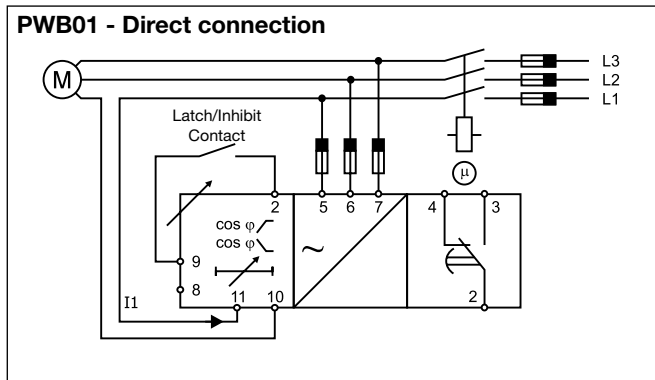 PWB01 - Direct connection
M
L3
L2
L1
Latch/Inhibit
Contact
μ
2
5
6
7
4
3
cos φ
cos φ
~
9
8
I1
11
10
2